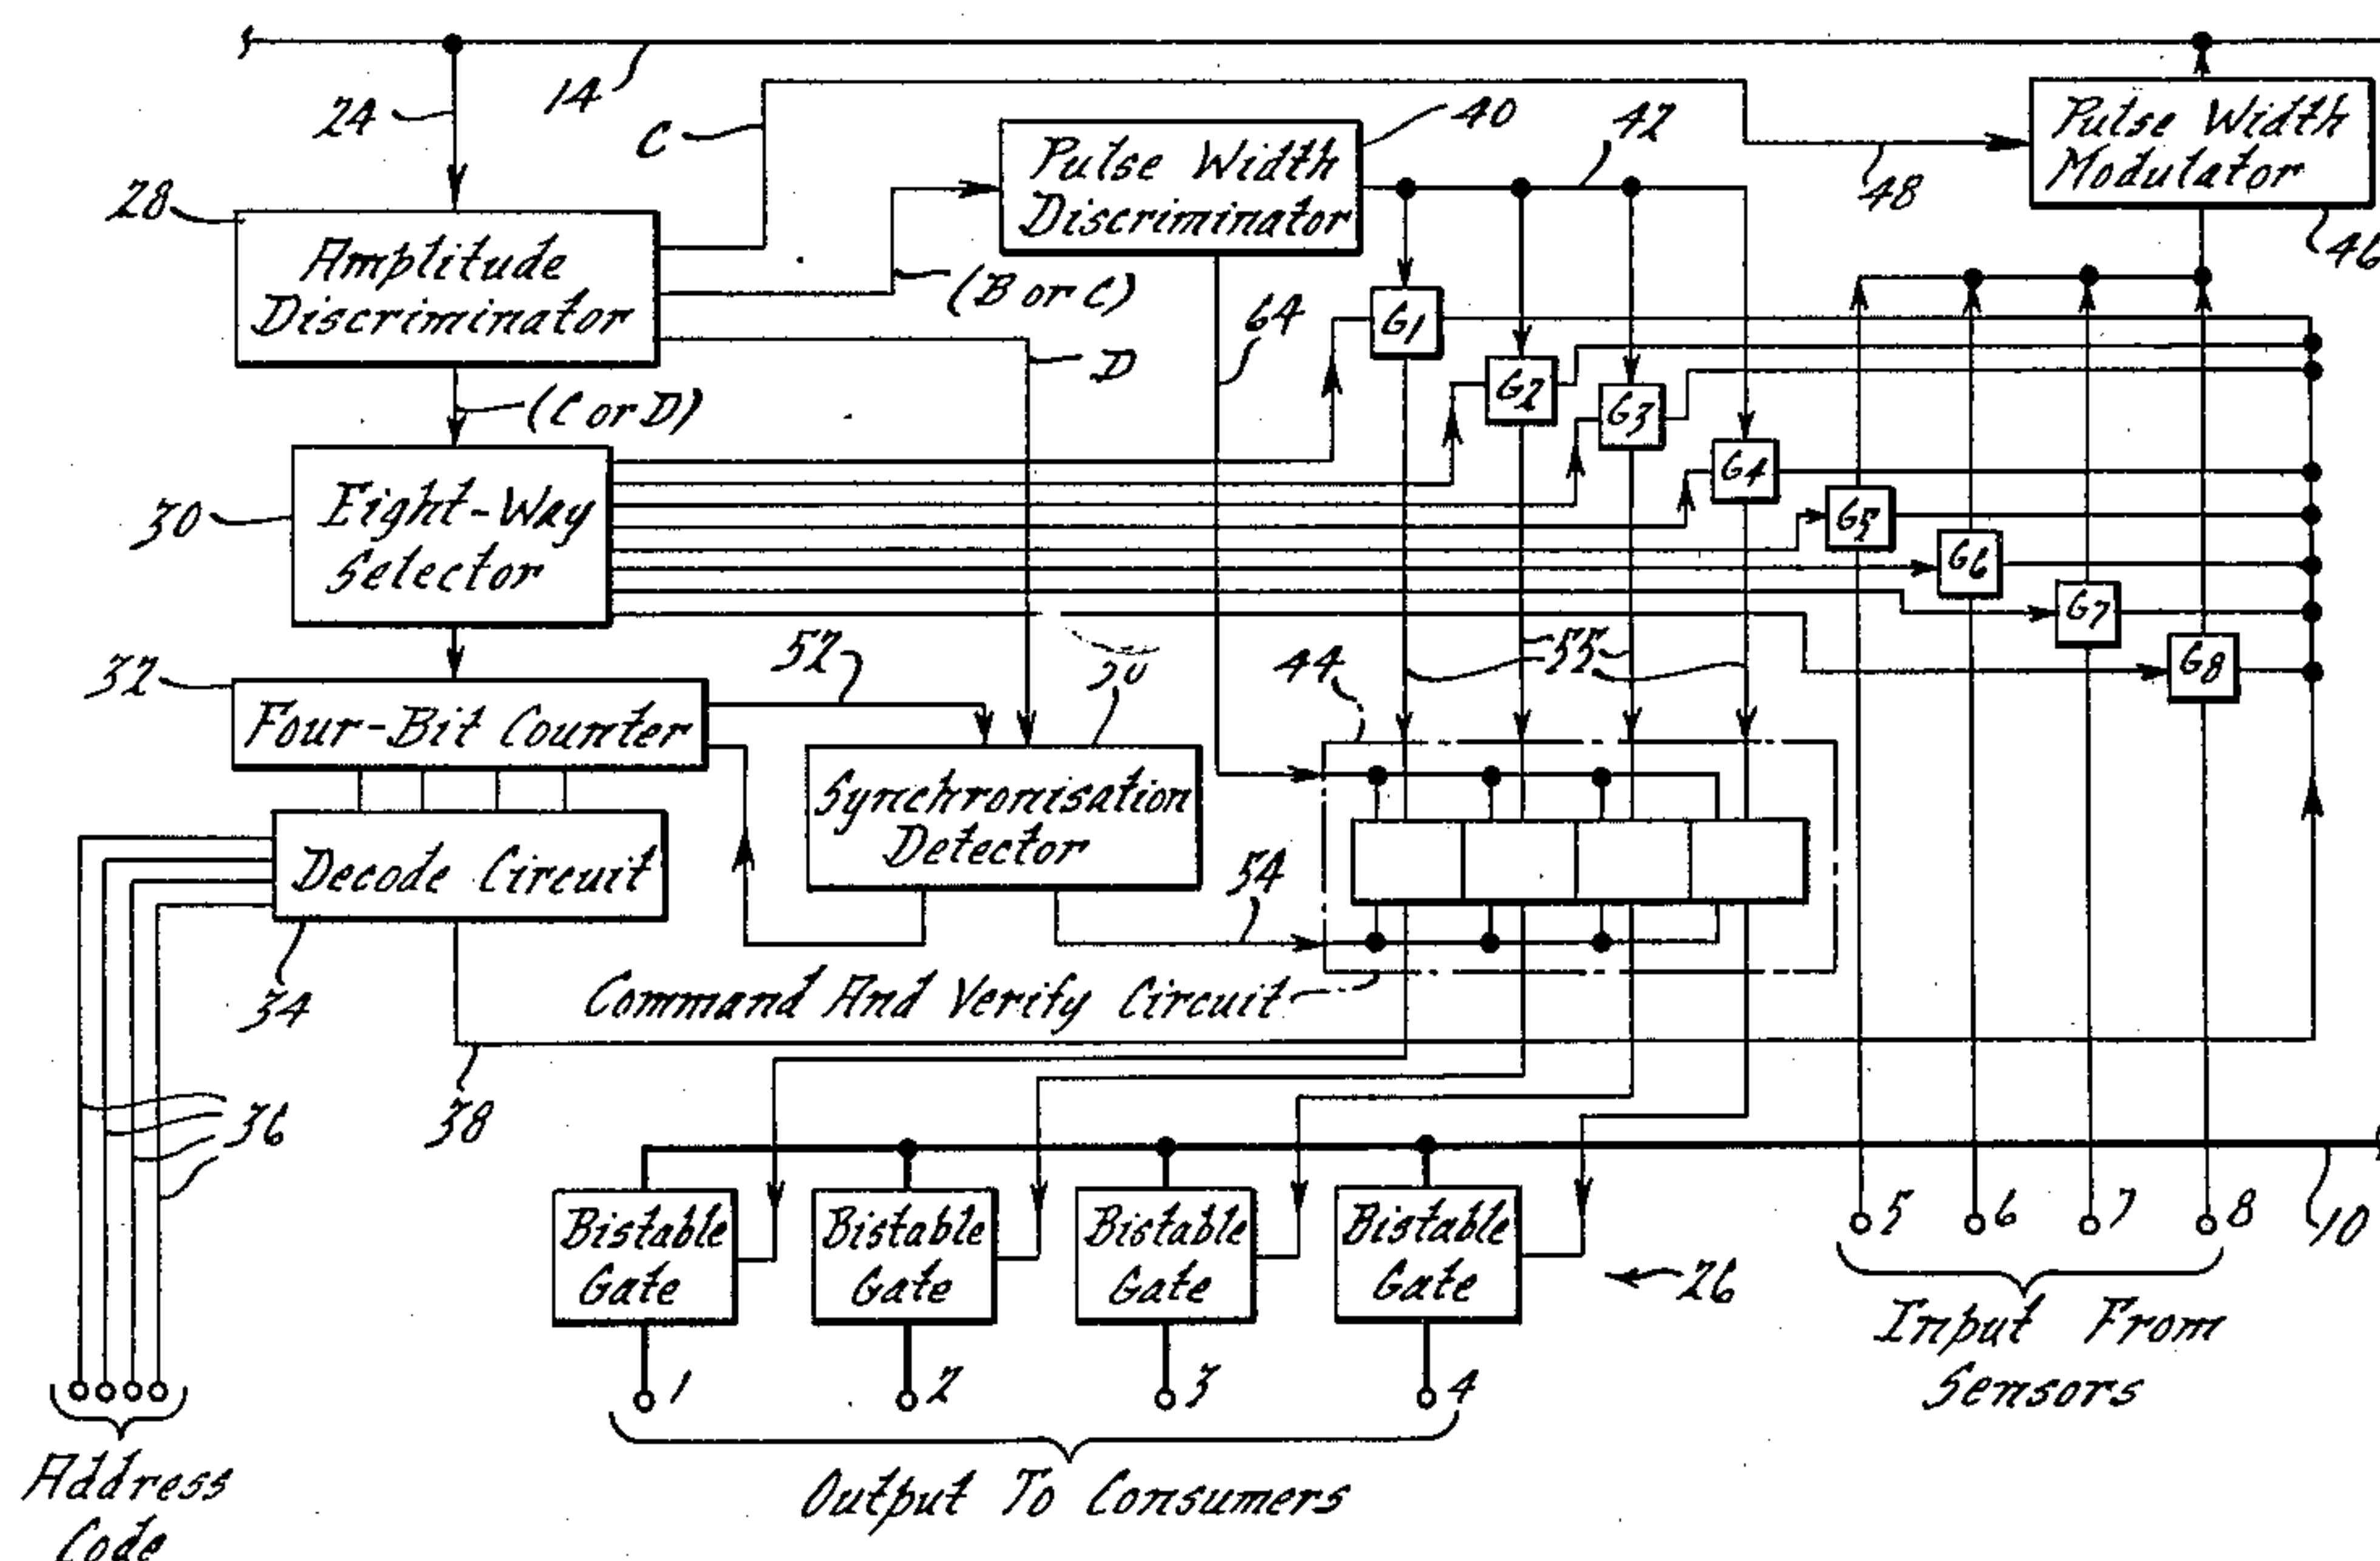 24
14
C
40
42
Pulse Width
Modulator
48
46
28
Pulse Width
Discriminator
Amplitude
Discriminator
(B or C)
64
D
(C or D)
G1
G2
G3
G4
G5
G6
G7
G8
30
Eight-Way
Selector
32
52
44
55
Four-Bit Counter
Synchronisation
Detector
Decode Circuit
54
34
Command And Verify Circuit
36
38
Bistable
Gate
Bistable
Gate
Bistable
Gate
Bistable
Gate
26
5
6
7
8
10
Input From
Sensors
1
2
3
4
Output To Consumers
Address
Code